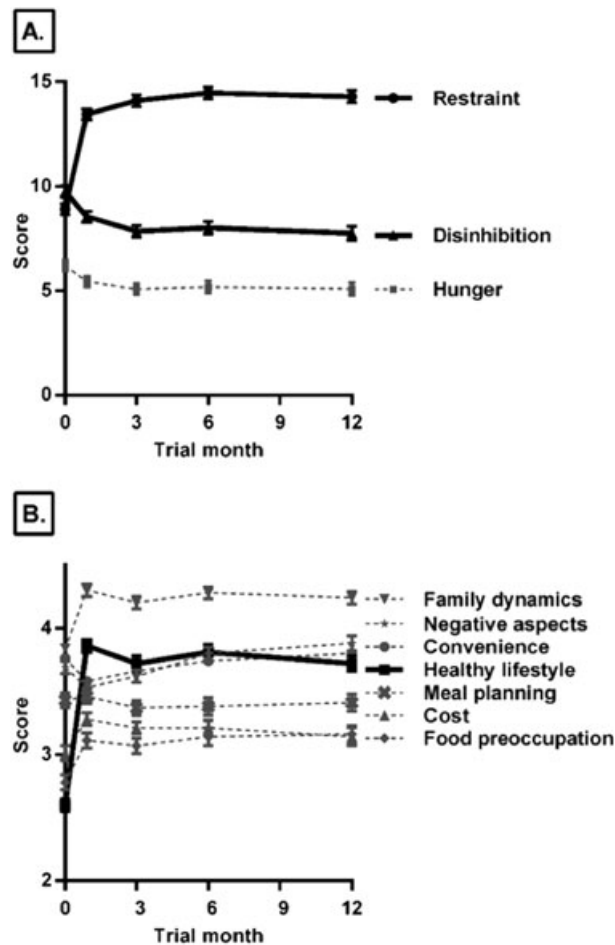 A.
15
10
5
0
Score
0 3 6 9 12
Trial month
Restraint
Disinhibition
Hunger
B.
4
3
2
Score
0 3 6 9 12
Trial month
Family dynamics
Negative aspects
Convenience
Healthy lifestyle
Meal planning
Cost
Food preoccupation